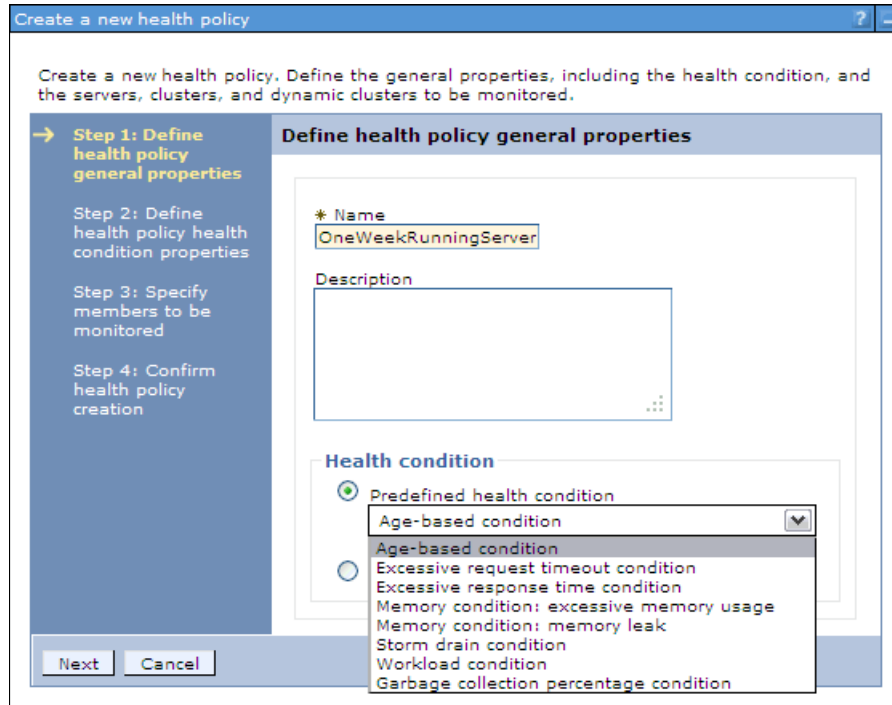 Create a new health policy
?
Create a new health policy. Define the general properties, including the health condition, and
the servers, clusters, and dynamic clusters to be monitored.
Step 1: Define
health policy
general properties
Step 2: Define
health policy health
condition properties
Step 3: Specify
members to be
monitored
Step 4: Confirm
health policy
creation
Define health policy general properties
* Name
OneWeekRunningServer
Description
Health condition
Predefined health condition
Age-based condition
Age-based condition
Excessive request timeout condition
Excessive response time condition
Memory condition: excessive memory usage
Memory condition: memory leak
Storm drain condition
Workload condition
Garbage collection percentage condition
Next
Cancel